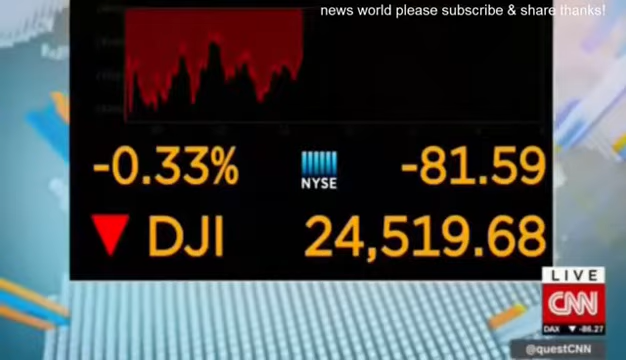 news world please subscribe & share thanks!
-0.33% NYSE -81.59
▼ DJI 24,519.68
LIVE
CNN
DAX ▼ -86.27
@questCNN